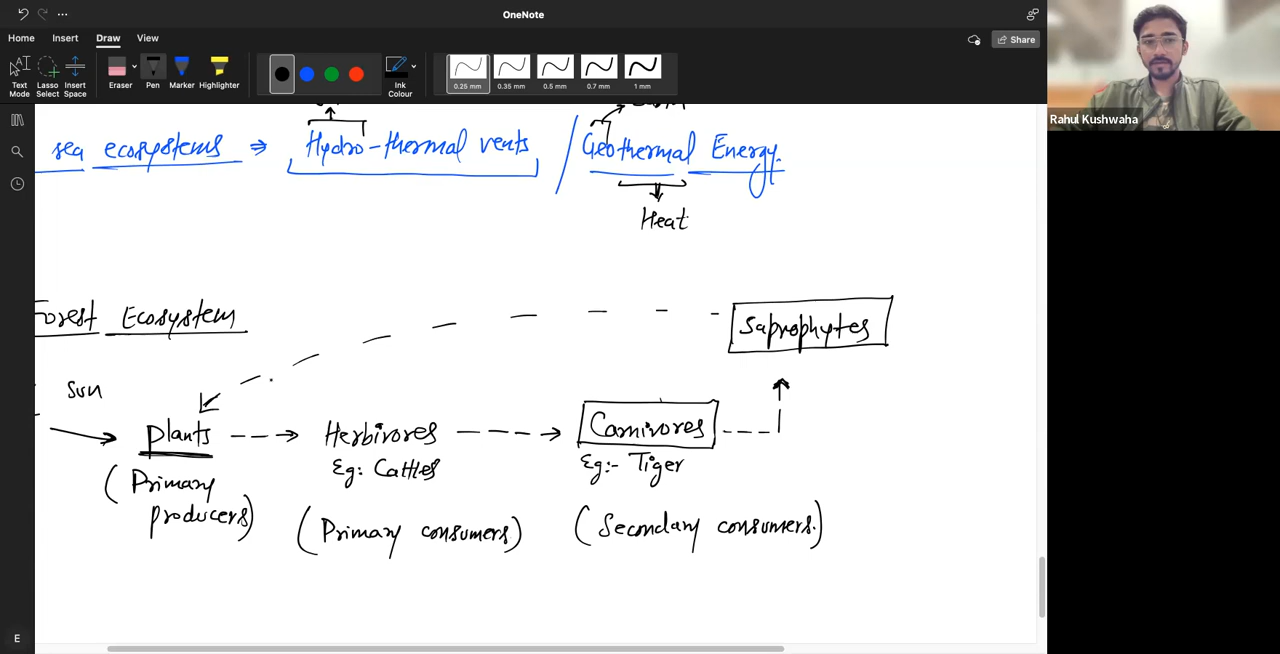 OneNote
Home Insert Draw View
Share
Text Mode
Lasso Select
Insert Space
Eraser
Pen
Marker
Highlighter
Ink Colour
0.25 mm
0.35 mm
0.5 mm
0.7 mm
1 mm
Rahul Kushwaha
sea ecosystems ⇒ Hydro-thermal vents / Geothermal Energy.
Heat
Forest Ecosystem
Saprophytes
Sun
Plants
Herbivores
Carnivores
Eg: Cattles
Eg:- Tiger
(Primary producers)
(Primary consumers)
(Secondary consumers.)
E